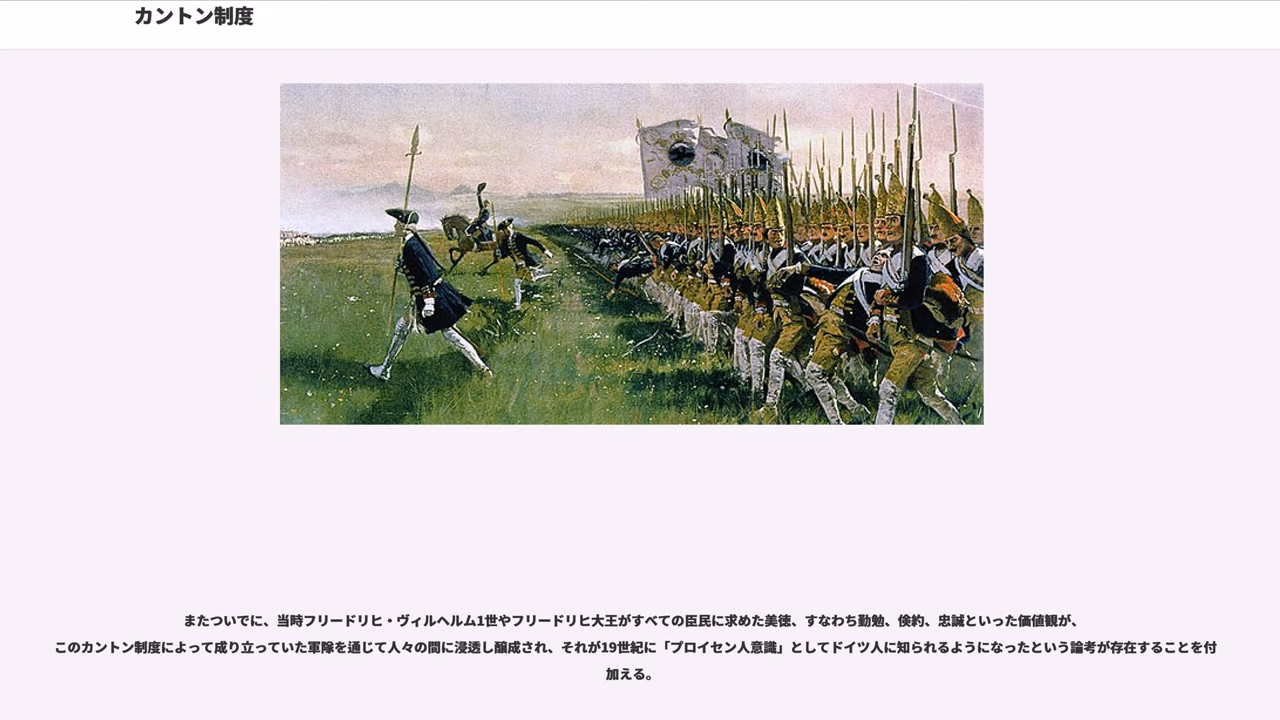 カントン制度
またついでに、当時フリードリヒ・ヴィルヘルム1世やフリードリヒ大王がすべての臣民に求めた美徳、すなわち勤勉、倹約、忠誠といった価値観が、
このカントン制度によって成り立っていた軍隊を通じて人々の間に浸透し醸成され、それが19世紀に「プロイセン人意識」としてドイツ人に知られるようになったという論考が存在することを付
加える。